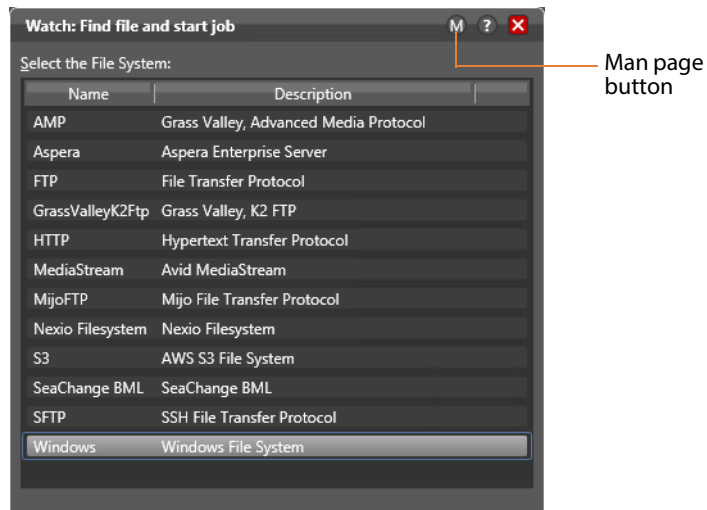 Watch: Find file and start job M ? X
Select the File System:
Name Description
AMP Grass Valley, Advanced Media Protocol
Aspera Aspera Enterprise Server
FTP File Transfer Protocol
GrassValleyK2Ftp Grass Valley, K2 FTP
HTTP Hypertext Transfer Protocol
MediaStream Avid MediaStream
MijoFTP Mijo File Transfer Protocol
Nexio Filesystem Nexio Filesystem
S3 AWS S3 File System
SeaChange BML SeaChange BML
SFTP SSH File Transfer Protocol
Windows Windows File System
Man page
button